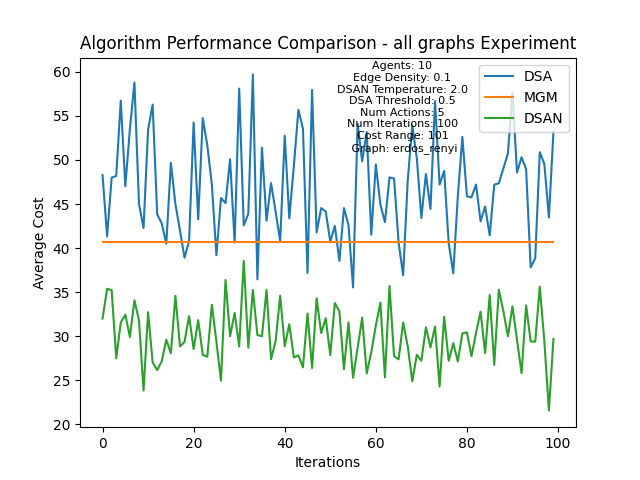 Algorithm Performance Comparison - all graphs Experiment
Agents: 10
Edge Density: 0.1
DSAN Temperature: 2.0
DSA Threshold: 0.5
Num Actions: 5
Num Iterations: 100
Cost Range: 101
Graph: erdos_renyi
DSA
MGM
DSAN
60
55
50
45
40
35
30
25
20
Average Cost
0
20
40
60
80
100
Iterations